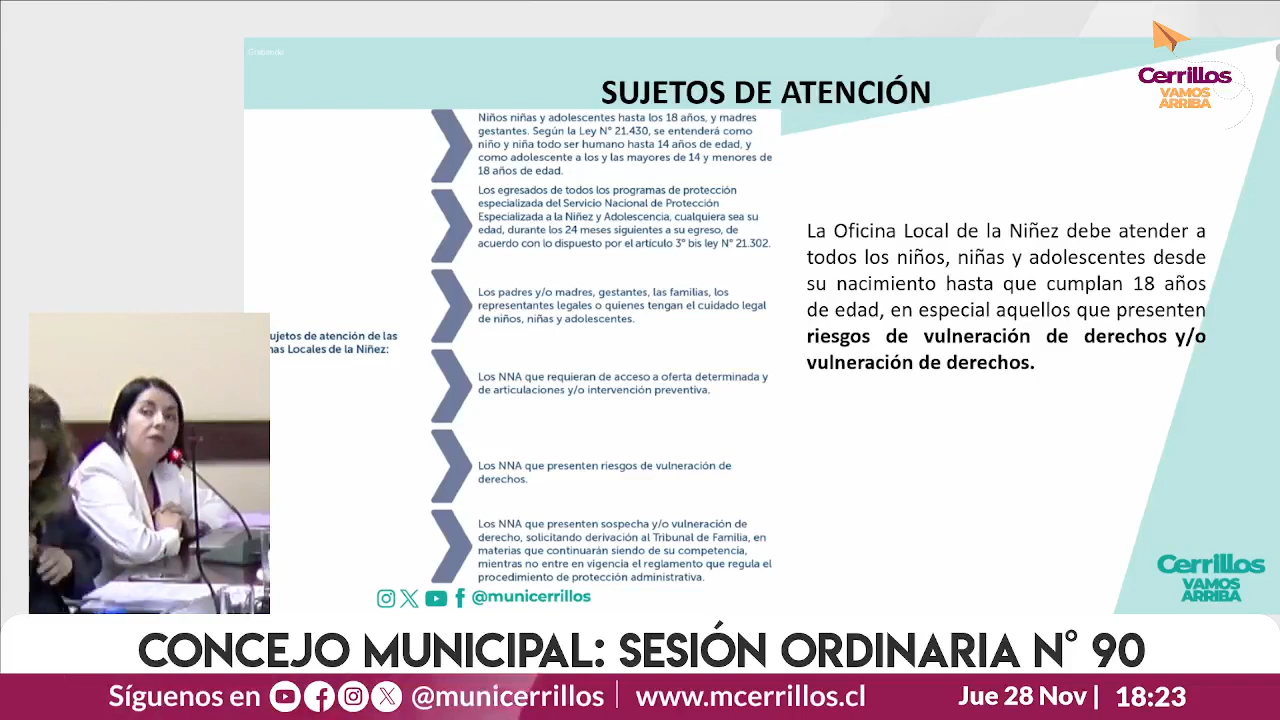 Grabando
Cerrillos
VAMOS
ARRIBA
SUJETOS DE ATENCIÓN
Niños niñas y adolescentes hasta los 18 años, y madres
gestantes. Según la Ley N° 21.430, se entenderá como
niño y niña todo ser humano hasta 14 años de edad, y
como adolescente a los y las mayores de 14 y menores de
18 años de edad.
Los egresados de todos los programas de protección
especializada del Servicio Nacional de Protección
Especializada a la Niñez y Adolescencia, cualquiera sea su
edad, durante los 24 meses siguientes a su egreso, de
acuerdo con lo dispuesto por el artículo 3° bis ley N° 21.302.
Los padres y/o madres, gestantes, las familias, los
representantes legales o quienes tengan el cuidado legal
de niños, niñas y adolescentes.
ujetos de atención de las
nas Locales de la Niñez:
Los NNA que requieran de acceso a oferta determinada y
de articulaciones y/o intervención preventiva.
Los NNA que presenten riesgos de vulneración de
derechos.
Los NNA que presenten sospecha y/o vulneración de
derecho, solicitando derivación al Tribunal de Familia, en
materias que continuarán siendo de su competencia,
mientras no entre en vigencia el reglamento que regula el
procedimiento de protección administrativa.
La Oficina Local de la Niñez debe atender a
todos los niños, niñas y adolescentes desde
su nacimiento hasta que cumplan 18 años
de edad, en especial aquellos que presenten
riesgos de vulneración de derechos y/o
vulneración de derechos.
@municerrillos
Cerrillos
VAMOS
ARRIBA
CONCEJO MUNICIPAL: SESIÓN ORDINARIA N° 90
Síguenos en @municerrillos | www.mcerrillos.cl
Jue 28 Nov | 18:23